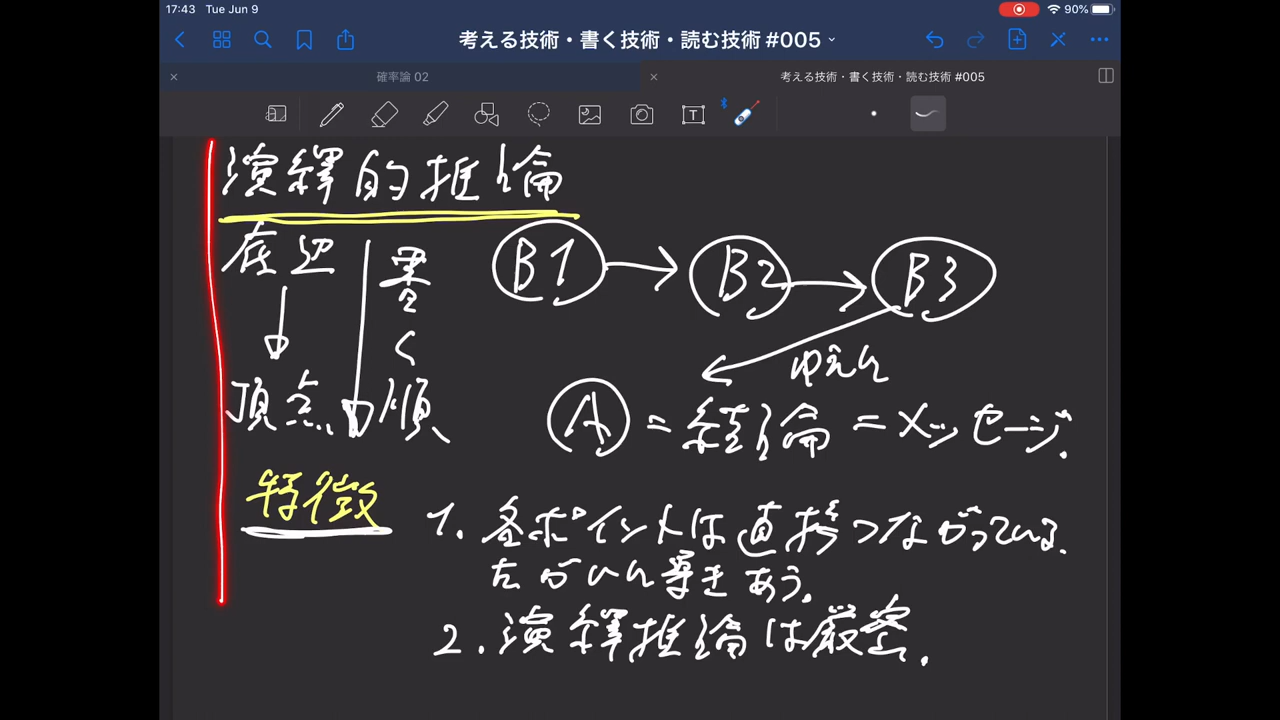 17:43 Tue Jun 9
90%
考える技術・書く技術・読む技術 #005
確率論 02
考える技術・書く技術・読む技術 #005
T
演繹的推論
底辺
頂点
書く順
B1
B2
B3
ゆえに
A = 結論 = メッセージ.
特徴
1. 各ポイントは直接つながっている.
たがいに導きあう.
2. 演繹推論は厳密.